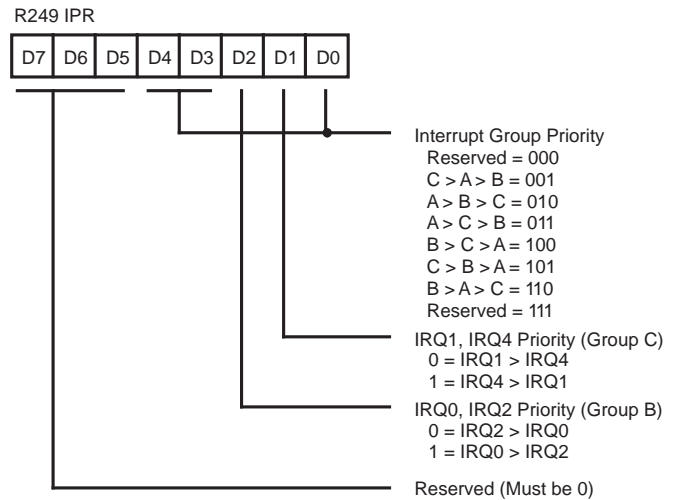 R249 IPR
D7 D6 D5 D4 D3 D2 D1 D0
Interrupt Group Priority
Reserved = 000
C > A > B = 001
A > B > C = 010
A > C > B = 011
B > C > A = 100
C > B > A = 101
B > A > C = 110
Reserved = 111
IRQ1, IRQ4 Priority (Group C)
0 = IRQ1 > IRQ4
1 = IRQ4 > IRQ1
IRQ0, IRQ2 Priority (Group B)
0 = IRQ2 > IRQ0
1 = IRQ0 > IRQ2
Reserved (Must be 0)